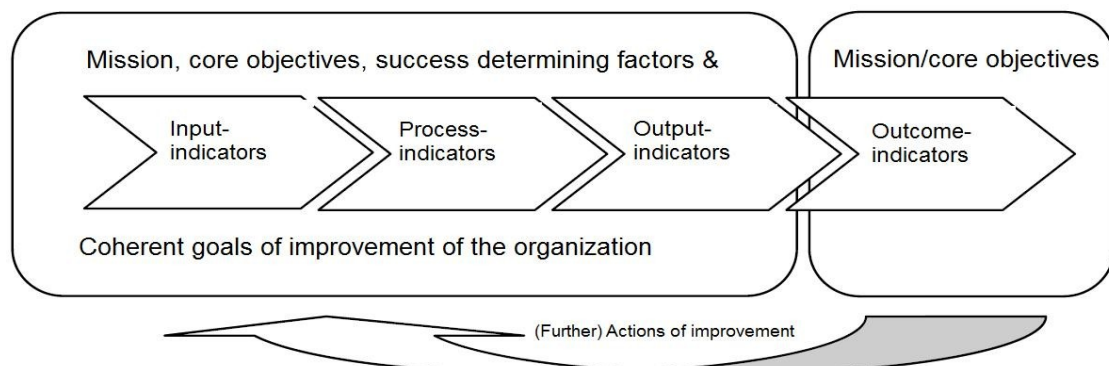 Mission, core objectives, success determining factors &
Input-
indicators
Process-
indicators
Output-
indicators
Coherent goals of improvement of the organization
Mission/core objectives
Outcome-
indicators
(Further) Actions of improvement